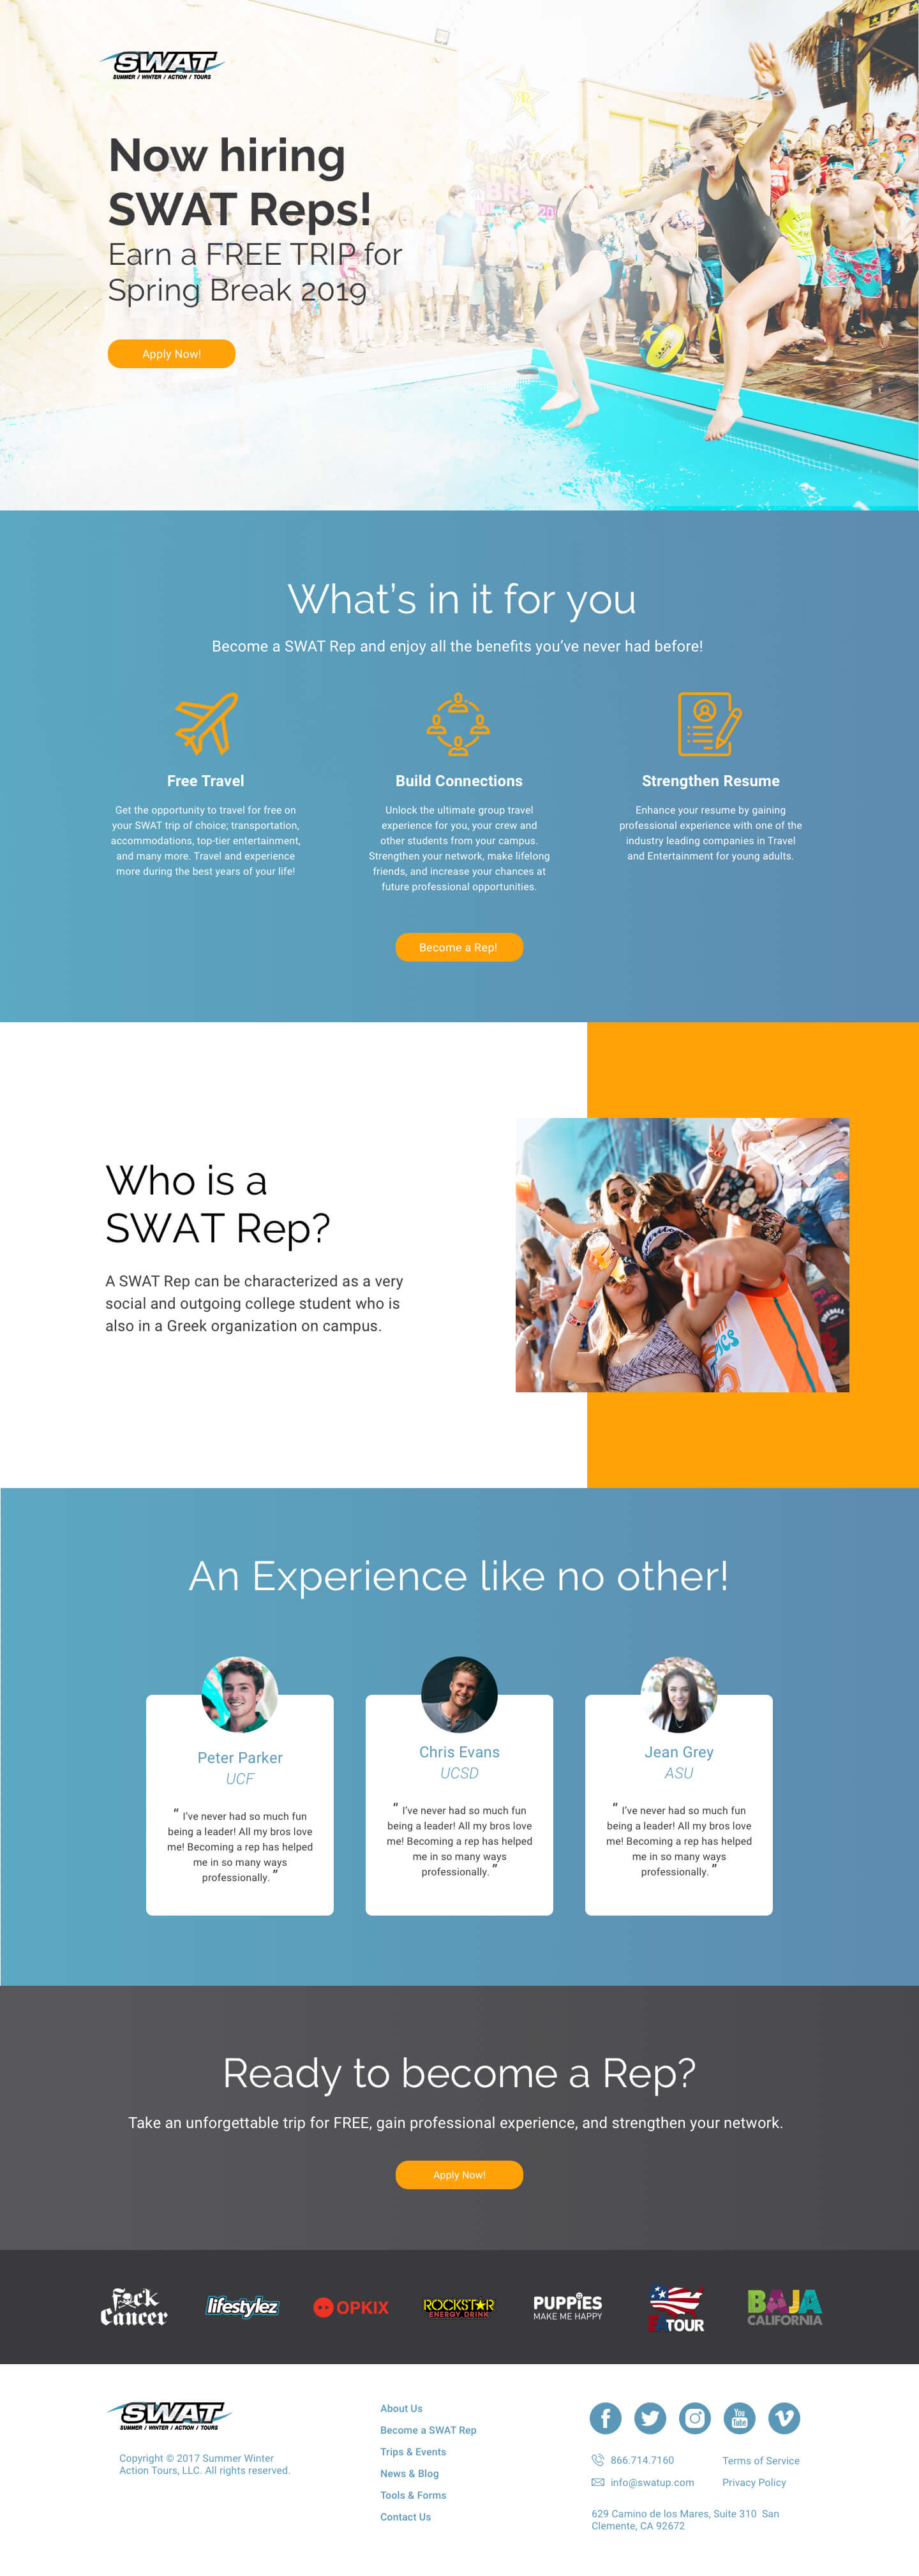 SWAT
SUMMER / WINTER / ACTION / TOURS
Now hiring
SWAT Reps!
Earn a FREE TRIP for
Spring Break 2019
Apply Now!
What's in it for you
Become a SWAT Rep and enjoy all the benefits you've never had before!
Free Travel
Get the opportunity to travel for free on
your SWAT trip of choice; transportation,
accommodations, top-tier entertainment,
and many more. Travel and experience
more during the best years of your life!
Build Connections
Unlock the ultimate group travel
experience for you, your crew and
other students from your campus.
Strengthen your network, make lifelong
friends, and increase your chances at
future professional opportunities.
Strengthen Resume
Enhance your resume by gaining
professional experience with one of the
industry leading companies in Travel
and Entertainment for young adults.
Become a Rep!
Who is a
SWAT Rep?
A SWAT Rep can be characterized as a very
social and outgoing college student who is
also in a Greek organization on campus.
An Experience like no other!
Peter Parker
UCF
“ I've never had so much fun
being a leader! All my bros love
me! Becoming a rep has helped
me in so many ways
professionally. ”
Chris Evans
UCSD
“ I've never had so much fun
being a leader! All my bros love
me! Becoming a rep has helped
me in so many ways
professionally. ”
Jean Grey
ASU
“ I've never had so much fun
being a leader! All my bros love
me! Becoming a rep has helped
me in so many ways
professionally. ”
Ready to become a Rep?
Take an unforgettable trip for FREE, gain professional experience, and strengthen your network.
Apply Now!
F*ck
Cancer
lifestylez
OPKIX
ROCKSTAR
ENERGY DRINK
PUPPIES
MAKE ME HAPPY
TOUR
BAJA
CALIFORNIA
SWAT
SUMMER / WINTER / ACTION / TOURS
Copyright © 2017 Summer Winter
Action Tours, LLC. All rights reserved.
About Us
Become a SWAT Rep
Trips & Events
News & Blog
Tools & Forms
Contact Us
You
Tube
866.714.7160
Terms of Service
info@swatup.com
Privacy Policy
629 Camino de los Mares, Suite 310 San
Clemente, CA 92672